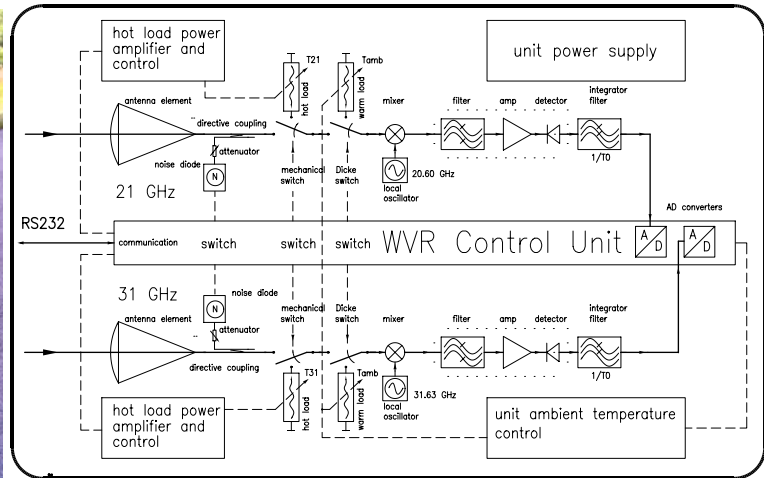 hot load power
amplifier and
control
T21
hot load
Tamb
warm load
unit power supply
antenna element
directive coupling
attenuator
noise diode
N
21 GHz
mechanical
switch
Dicke
switch
mixer
20.60 GHz
local
oscillator
filter
amp
detector
integrator
filter
1/T0
AD converters
RS232
communication
switch
switch
switch
WVR Control Unit
A
D
A
D
31 GHz
antenna element
noise diode
N
attenuator
directive coupling
mechanical
switch
Dicke
switch
mixer
filter
amp
detector
integrator
filter
1/T0
T31
hot load
Tamb
warm load
31.63 GHz
local
oscillator
hot load power
amplifier and
control
unit ambient temperature
control